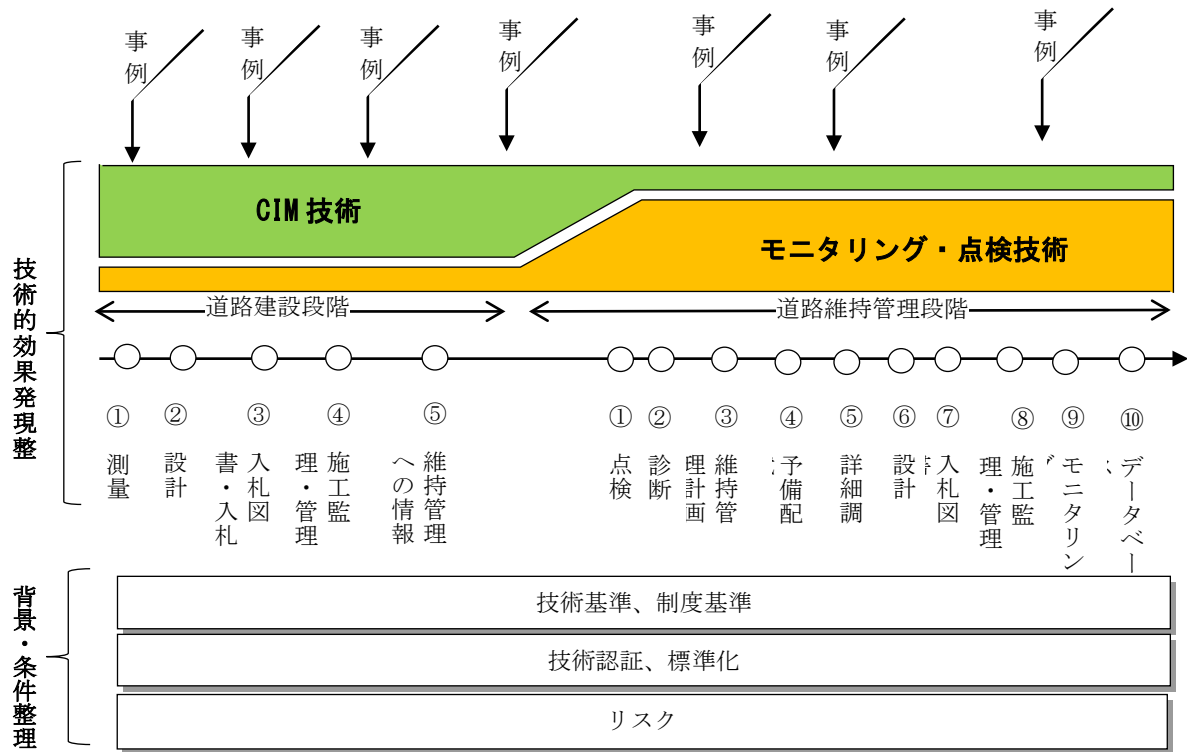 事例
事例
事例
事例
事例
事例
事例
CIM技術
モニタリング・点検技術
技術的効果発現整
道路建設段階
道路維持管理段階
①
測量
②
設計
③
入札図
書・入札
④
施工監
理・管理
⑤
維持管理
への情報
①
点検
②
診断
③
維持管
理計画
④
予備配
⑤
詳細調
⑥
設計
⑦
入札図
⑧
施工監
理・管理
⑨
モニタリン
⑩
データベー
背景・条件整理
技術基準、制度基準
技術認証、標準化
リスク